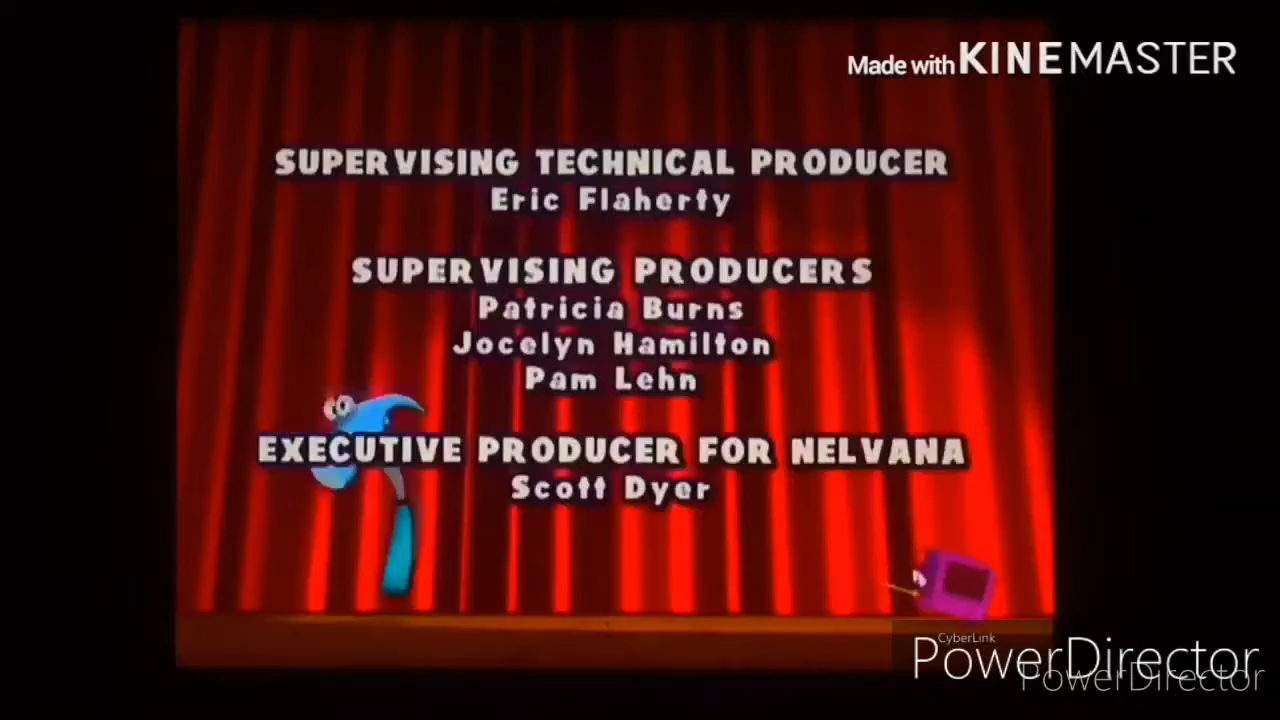 Made with KINEMASTER
SUPERVISING TECHNICAL PRODUCER
Eric Flaherty
SUPERVISING PRODUCERS
Patricia Burns
Jocelyn Hamilton
Pam Lehn
EXECUTIVE PRODUCER FOR NELVANA
Scott Dyer
CyberLink
PowerDirector
PowerDirector